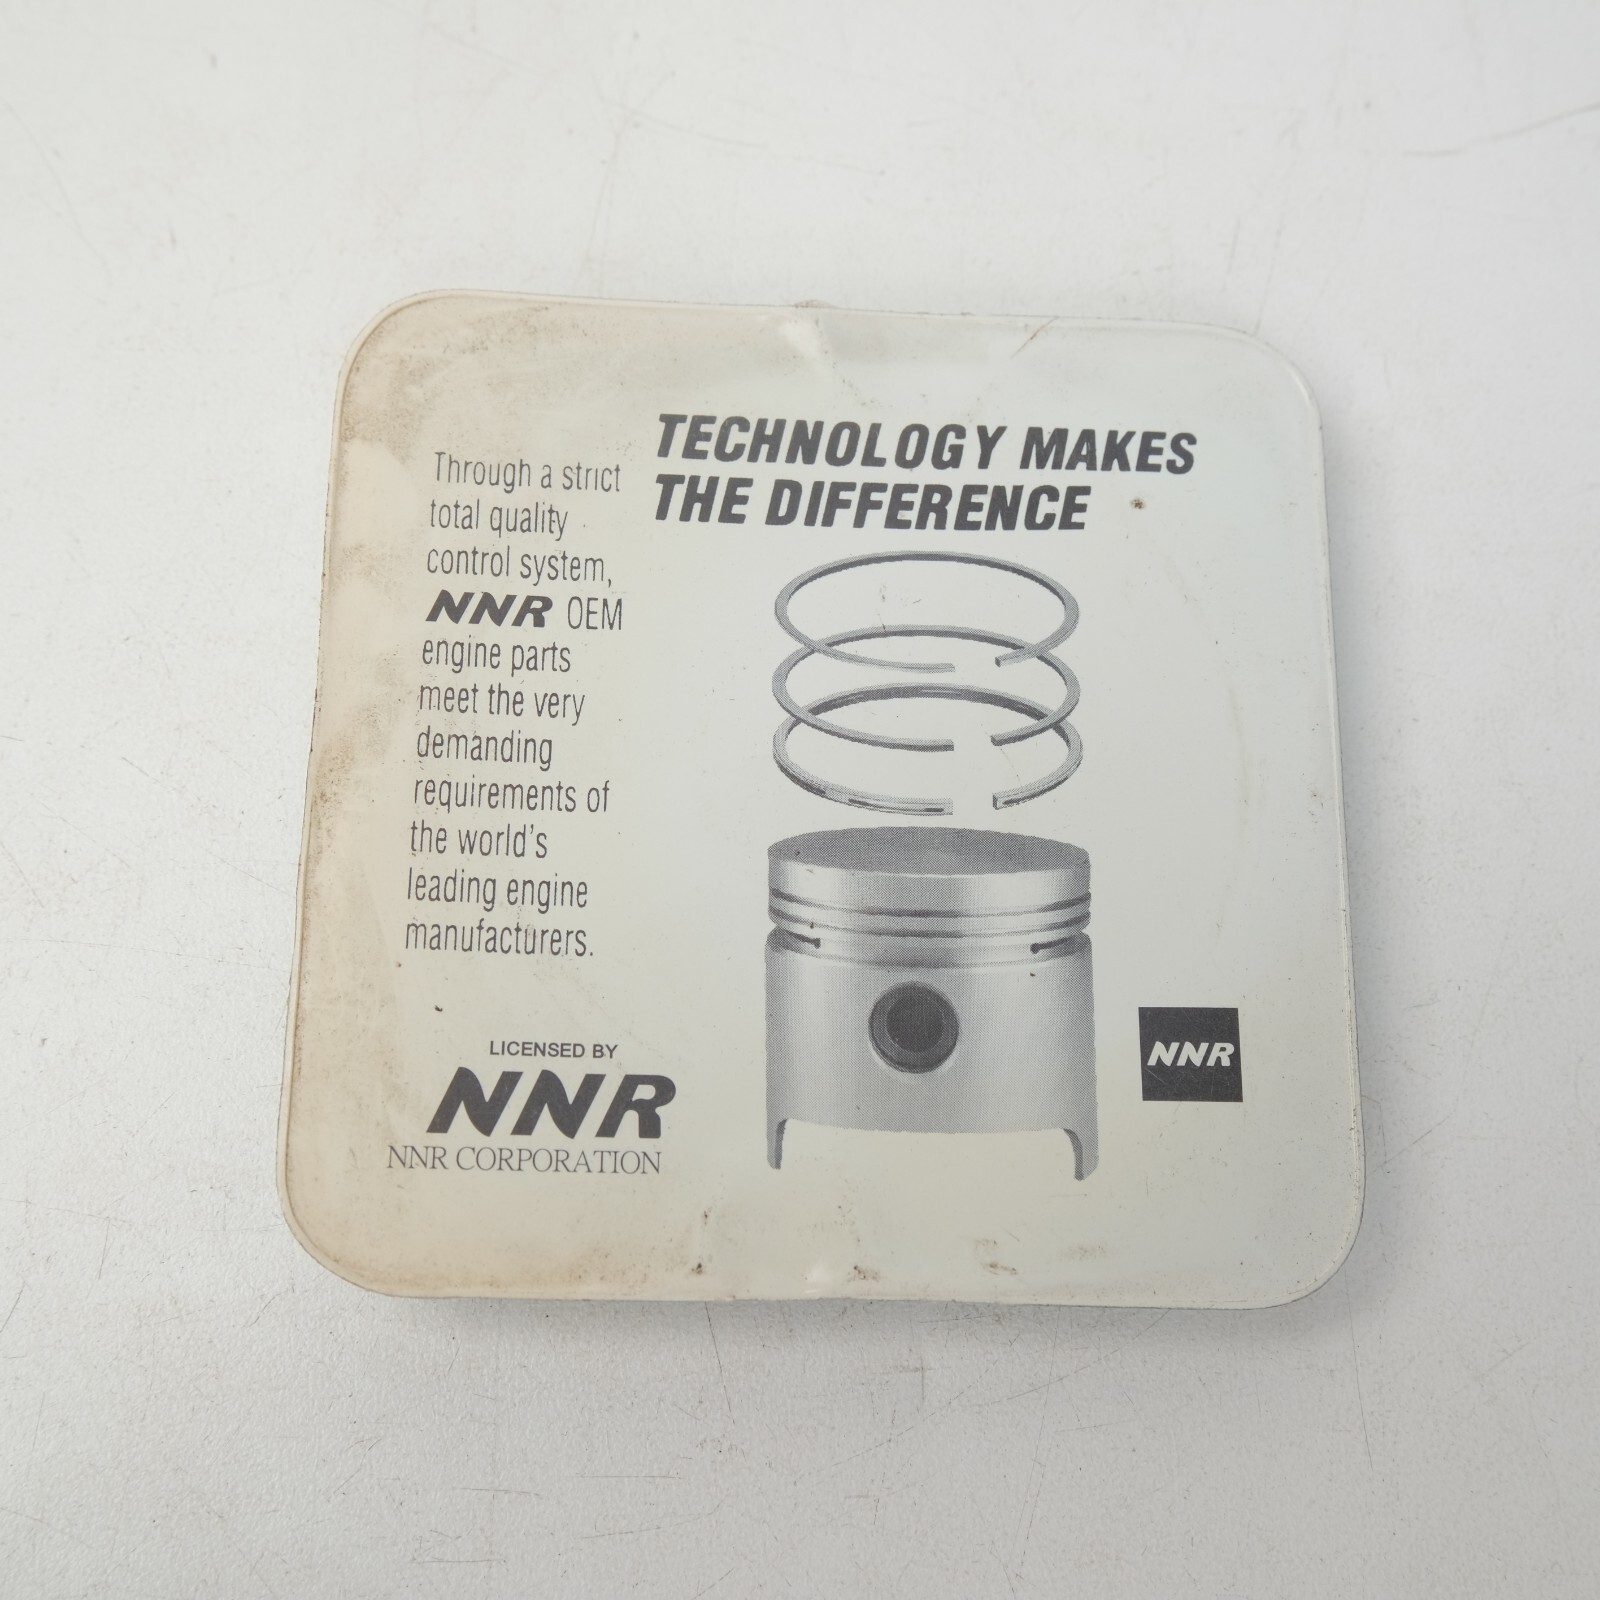 TECHNOLOGY MAKES
THE DIFFERENCE
Through a strict
total quality
control system,
NNR OEM
engine parts
meet the very
demanding
requirements of
the world's
leading engine
manufacturers.
LICENSED BY
NNR
NNR CORPORATION
NNR